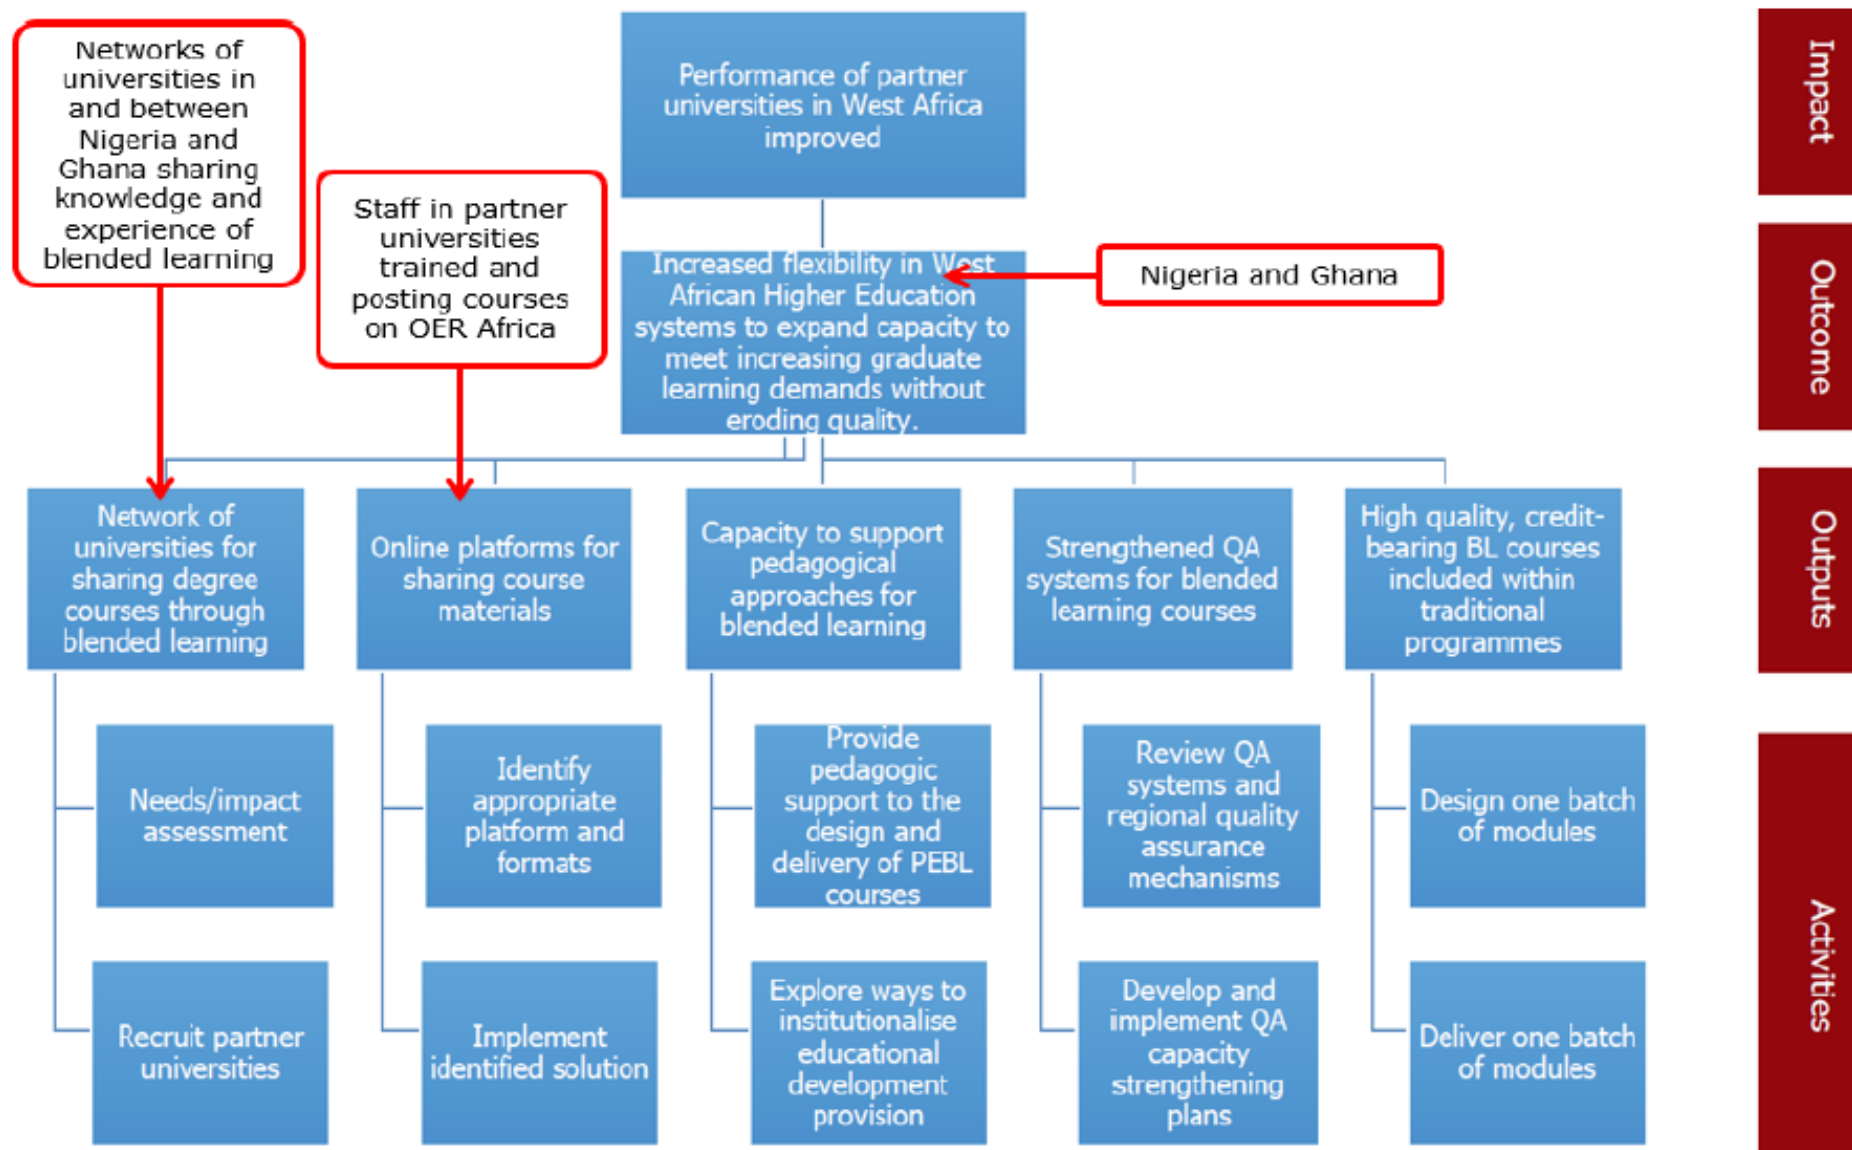 Networks of
universities in
and between
Nigeria and
Ghana sharing
knowledge and
experience of
blended learning
Staff in partner
universities
trained and
posting courses
on OER Africa
Performance of partner
universities in West Africa
improved
Impact
Increased flexibility in West
African Higher Education
systems to expand capacity to
meet increasing graduate
learning demands without
eroding quality.
Nigeria and Ghana
Outcome
Network of
universities for
sharing degree
courses through
blended learning
Online platforms for
sharing course
materials
Capacity to support
pedagogical
approaches for
blended learning
Strengthened QA
systems for blended
learning courses
High quality, credit-
bearing BL courses
included within
traditional
programmes
Outputs
Needs/impact
assessment
Identify
appropriate
platform and
formats
Provide
pedagogic
support to the
design and
delivery of PEBL
courses
Review QA
systems and
regional quality
assurance
mechanisms
Design one batch
of modules
Activities
Recruit partner
universities
Implement
identified solution
Explore ways to
institutionalise
educational
development
provision
Develop and
implement QA
capacity
strengthening
plans
Deliver one batch
of modules